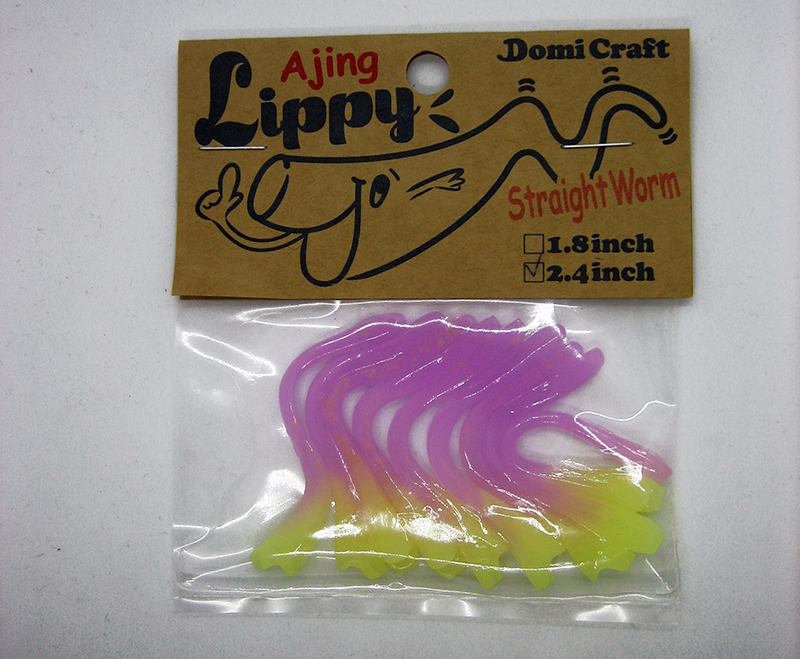 Ajing
Lippy
Domi Craft
Straight Worm
1.8inch
2.4inch